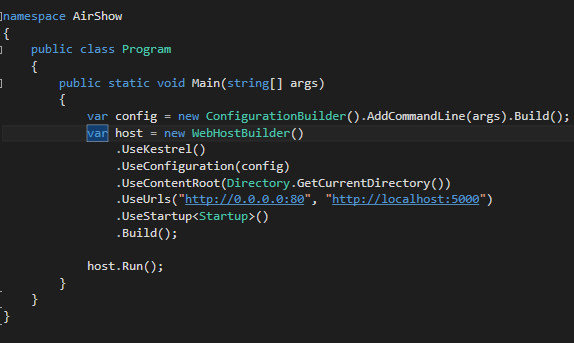 namespace AirShow
{
    public class Program
    {
        public static void Main(string[] args)
        {
            var config = new ConfigurationBuilder().AddCommandLine(args).Build();
            var host = new WebHostBuilder()
                .UseKestrel()
                .UseConfiguration(config)
                .UseContentRoot(Directory.GetCurrentDirectory())
                .UseUrls("http://0.0.0.0:80", "http://localhost:5000")
                .UseStartup<Startup>()
                .Build();

            host.Run();
        }
    }
}